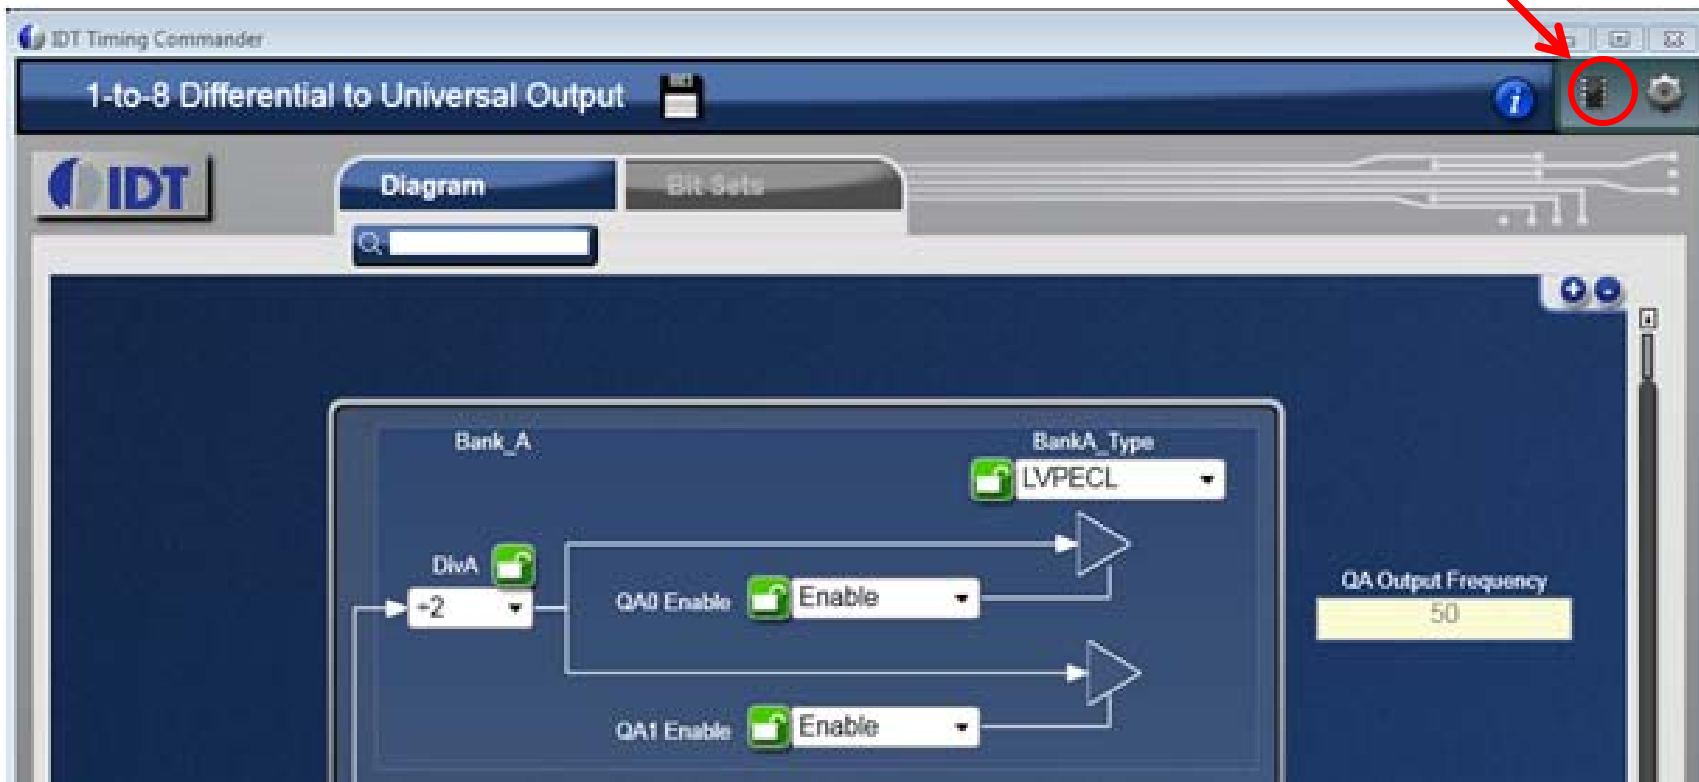 IDT Timing Commander
1-to-8 Differential to Universal Output
i
IDT
Diagram
Bit Sets
Bank_A
BankA_Type
LVPECL
DivA
÷2
QA0 Enable
Enable
QA Output Frequency
50
QA1 Enable
Enable